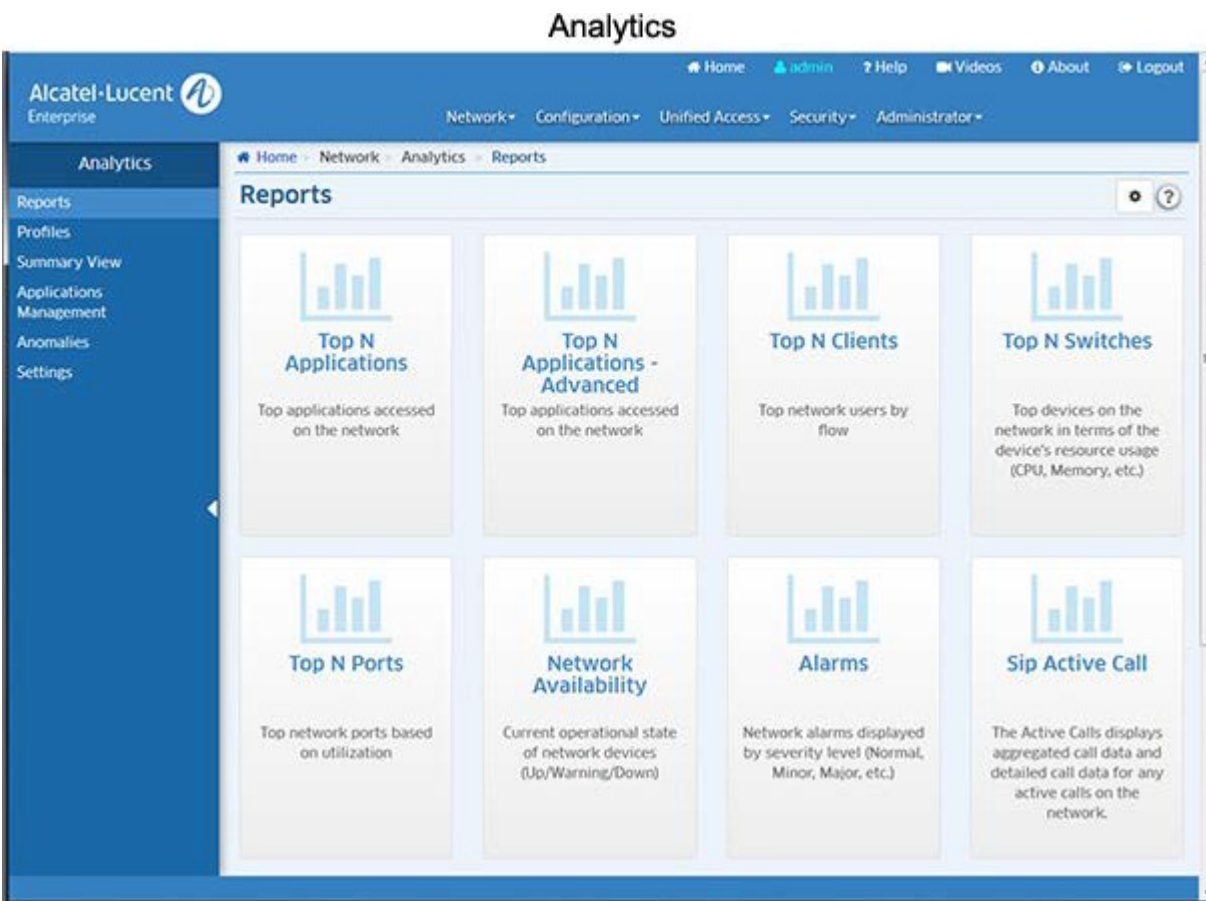 Analytics
Home admin ? Help Videos About Logout
Alcatel·Lucent
Enterprise
Network Configuration Unified Access Security Administrator
Analytics
Home Network Analytics Reports
Reports
Reports
Profiles
Summary View
Applications
Management
Anomalies
Settings
Top N
Applications
Top applications accessed
on the network
Top N
Applications -
Advanced
Top applications accessed
on the network
Top N Clients
Top network users by
flow
Top N Switches
Top devices on the
network in terms of the
device's resource usage
(CPU, Memory, etc.)
Top N Ports
Top network ports based
on utilization
Network
Availability
Current operational state
of network devices
(Up/Warning/Down)
Alarms
Network alarms displayed
by severity level (Normal,
Minor, Major, etc.)
Sip Active Call
The Active Calls displays
aggregated call data and
detailed call data for any
active calls on the
network.